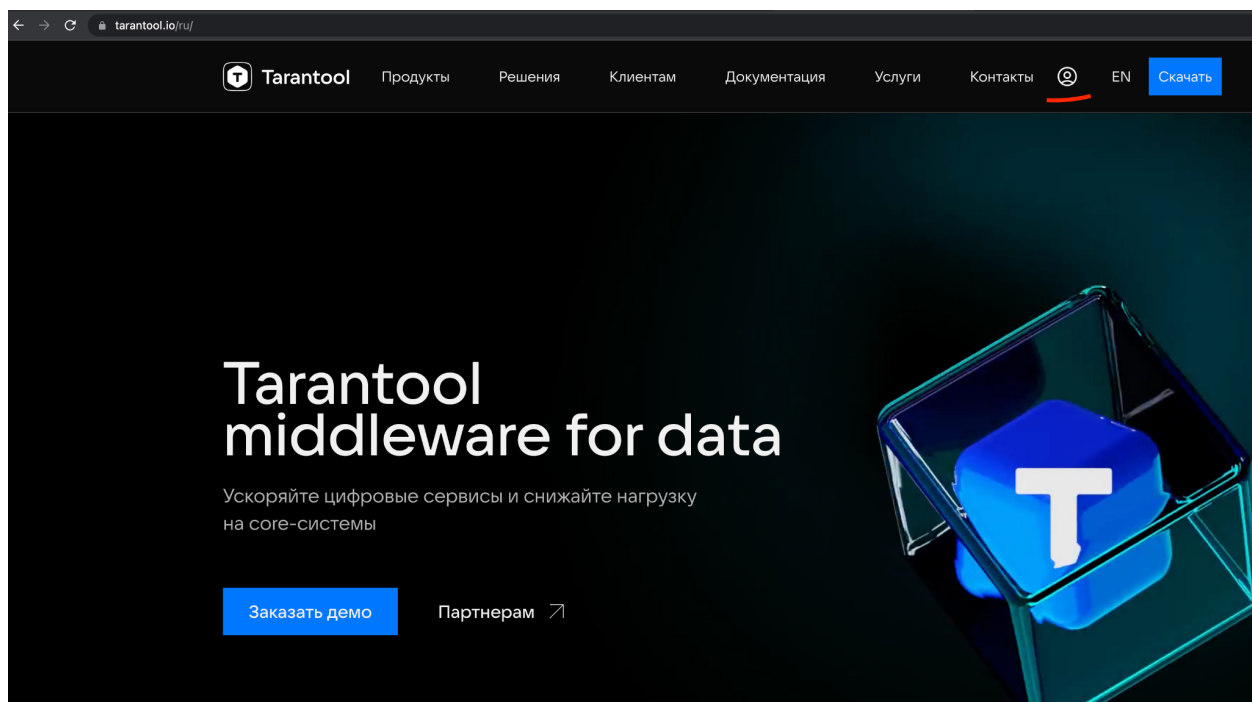 tarantool.io/ru/
Tarantool Продукты Решения Клиентам Документация Услуги Контакты EN Скачать
Tarantool
middleware for data
Ускоряйте цифровые сервисы и снижайте нагрузку
на core-системы
Заказать демо Партнерам
T